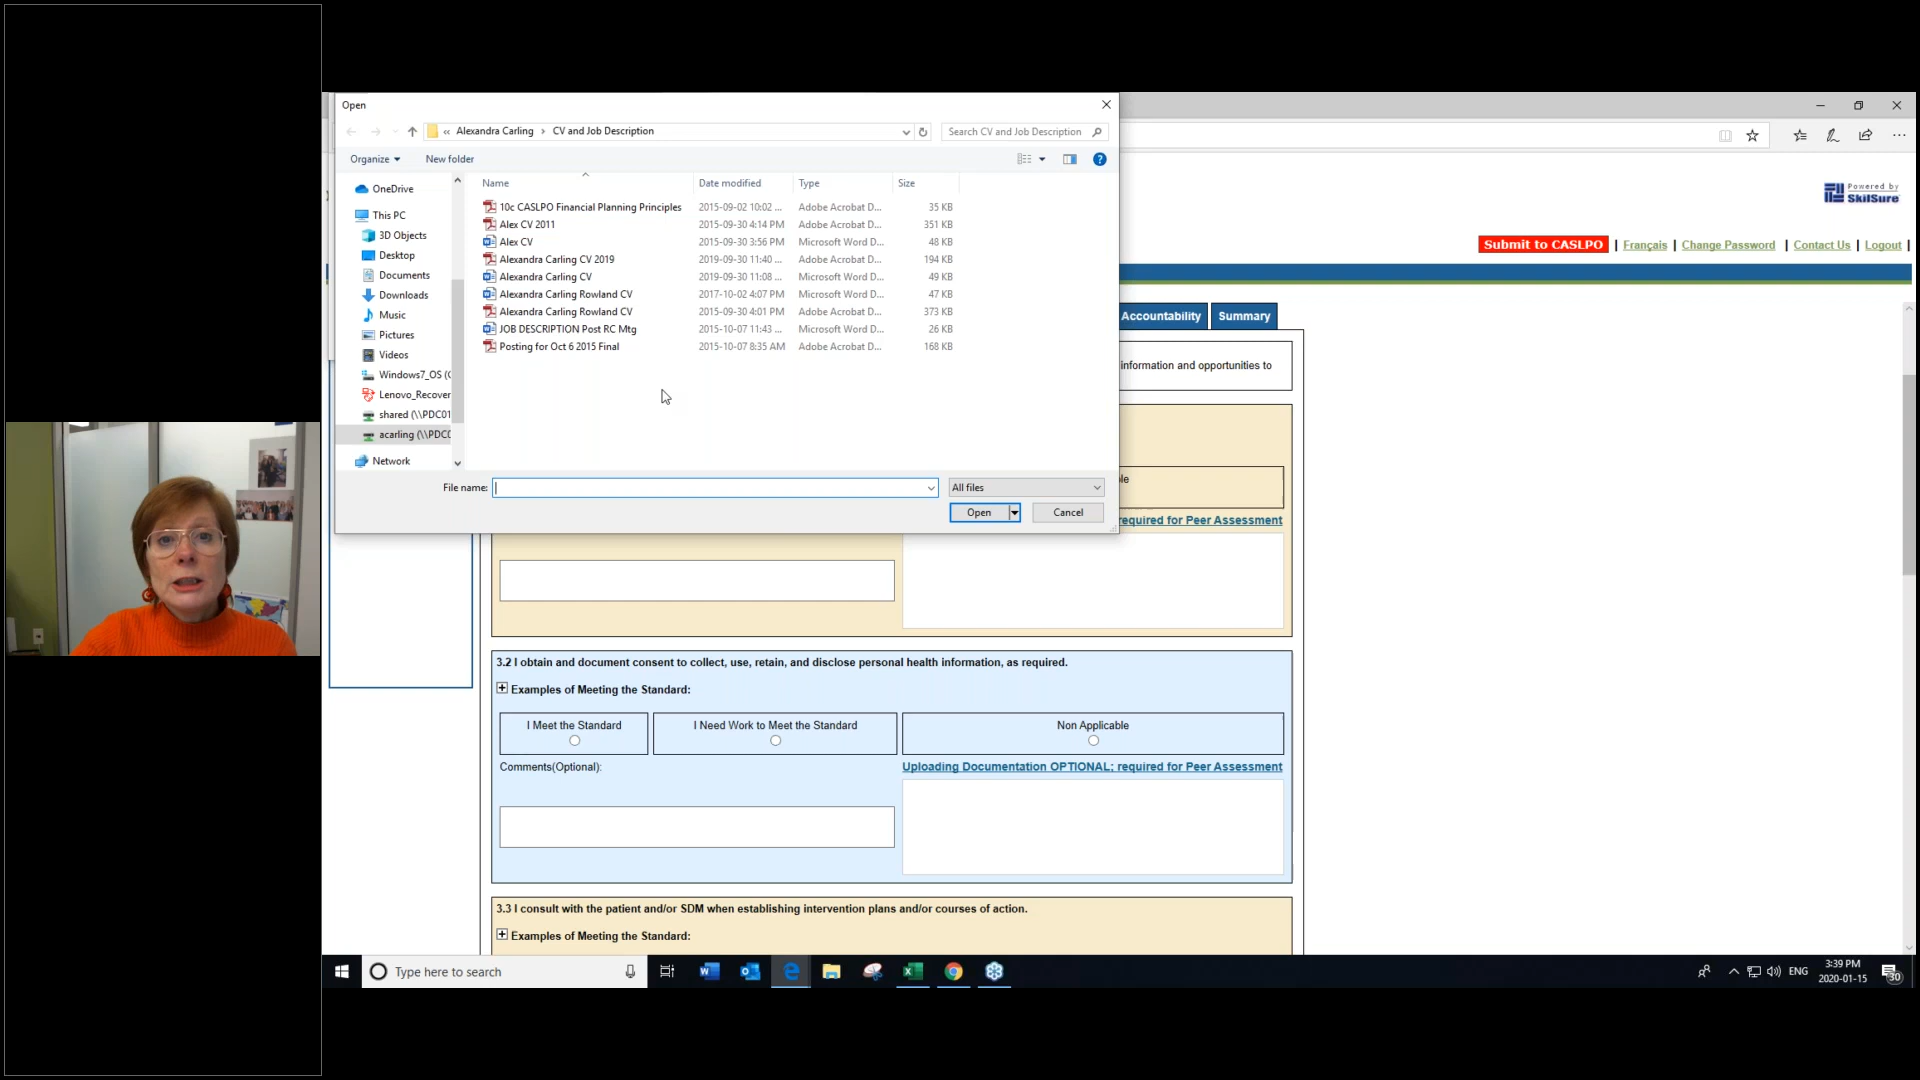 Open
« Alexandra Carling › CV and Job Description
Search CV and Job Description
Organize
New folder
OneDrive
This PC
3D Objects
Desktop
Documents
Downloads
Music
Pictures
Videos
Windows7_OS (C
Lenovo_Recover
shared (\\PDC01
acarling (\\PDC0
Network
Name Date modified Type Size
10c CASLPO Financial Planning Principles 2015-09-02 10:02 ... Adobe Acrobat D... 35 KB
Alex CV 2011 2015-09-30 4:14 PM Adobe Acrobat D... 351 KB
Alex CV 2015-09-30 3:56 PM Microsoft Word D... 48 KB
Alexandra Carling CV 2019 2019-09-30 11:40 ... Adobe Acrobat D... 194 KB
Alexandra Carling CV 2019-09-30 11:08 ... Microsoft Word D... 49 KB
Alexandra Carling Rowland CV 2017-10-02 4:07 PM Microsoft Word D... 47 KB
Alexandra Carling Rowland CV 2015-09-30 4:01 PM Adobe Acrobat D... 373 KB
JOB DESCRIPTION Post RC Mtg 2015-10-07 11:43 ... Microsoft Word D... 26 KB
Posting for Oct 6 2015 Final 2015-10-07 8:35 AM Adobe Acrobat D... 168 KB
File name:
All files
Open
Cancel
Powered by
SkilSure
Submit to CASLPO | Français | Change Password | Contact Us | Logout |
Accountability Summary
information and opportunities to
le
required for Peer Assessment
3.2 I obtain and document consent to collect, use, retain, and disclose personal health information, as required.
Examples of Meeting the Standard:
I Meet the Standard
I Need Work to Meet the Standard
Non Applicable
Comments(Optional):
Uploading Documentation OPTIONAL; required for Peer Assessment
3.3 I consult with the patient and/or SDM when establishing intervention plans and/or courses of action.
Examples of Meeting the Standard:
Type here to search
ENG
3:39 PM
2020-01-15
30